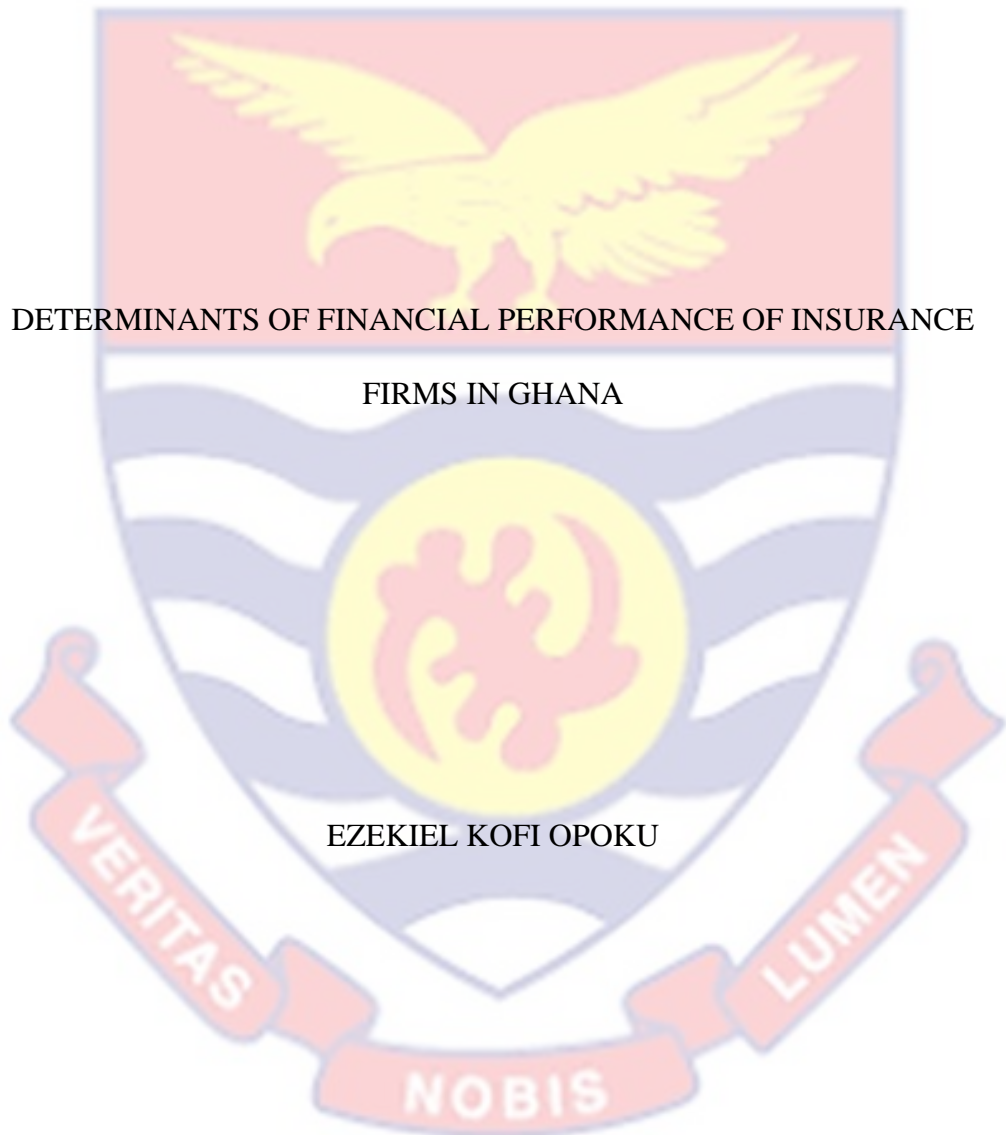 DETERMINANTS OF FINANCIAL PERFORMANCE OF INSURANCE
FIRMS IN GHANA
EZEKIEL KOFI OPOKU
VERITAS
NOBIS
LUMEN